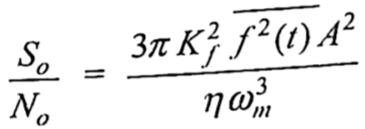 S_o / N_o = 3π K_f^2 \overline{f^2(t)} A^2 / η ω_m^3